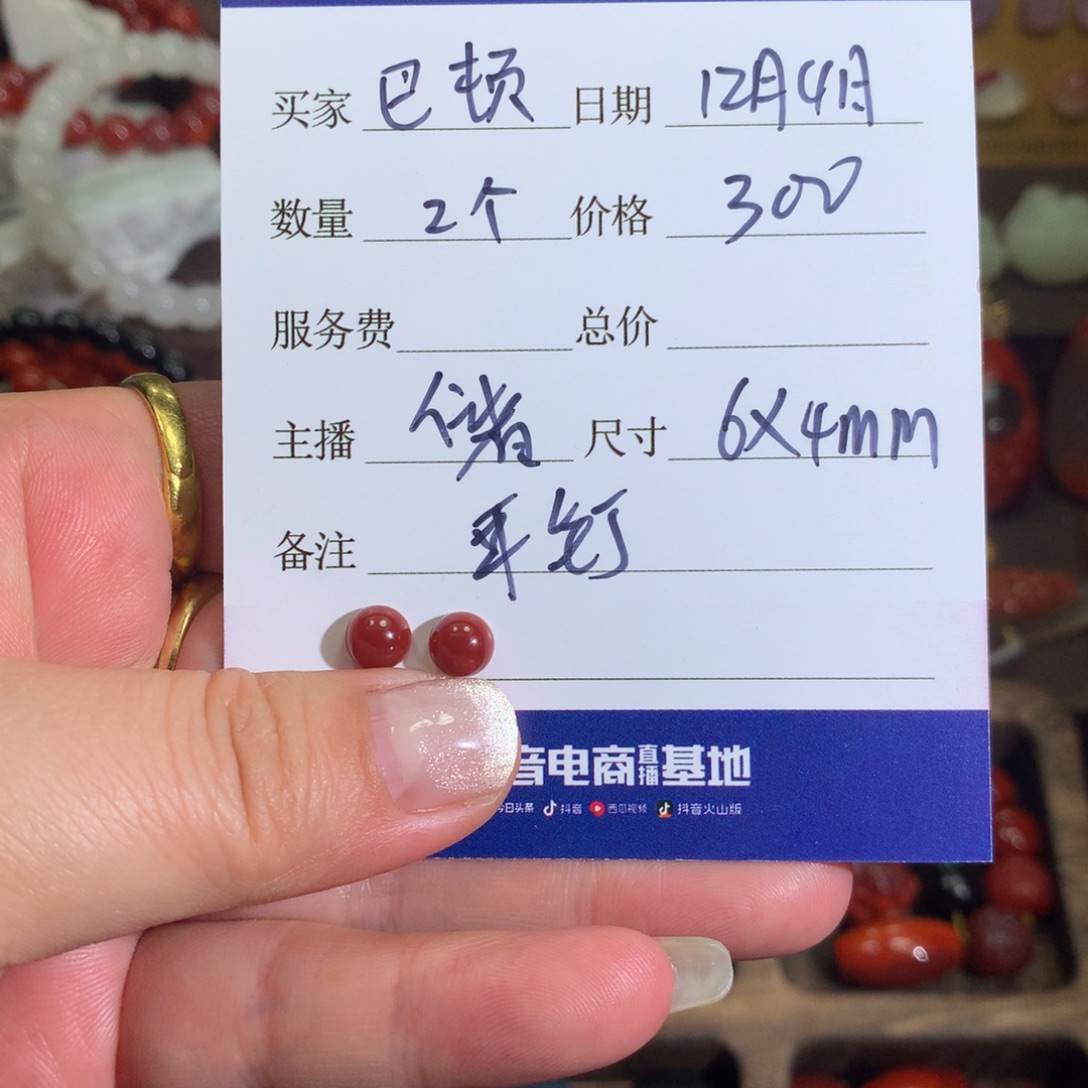 买家 巴顿 日期 12月4日
数量 2个 价格 300
服务费 总价
主播 储 尺寸 6X4mm
备注 耳钉
音电商直播基地
今日头条 抖音 西瓜视频 抖音火山版